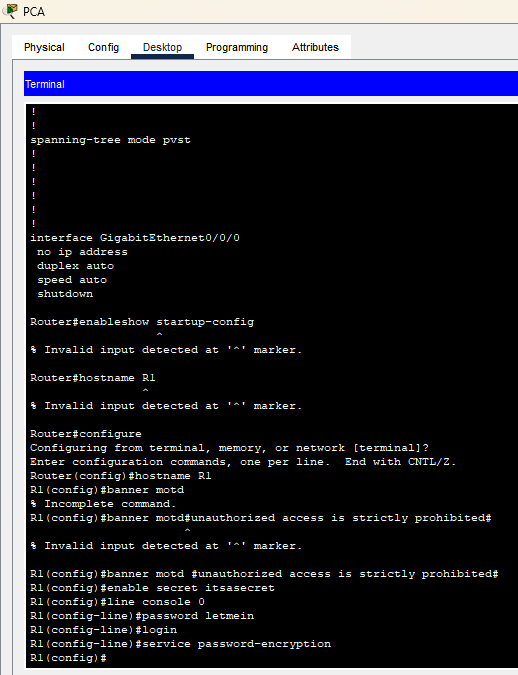 PCA
Physical Config Desktop Programming Attributes
Terminal
!
!
spanning-tree mode pvst
!
!
!
!
!
!
interface GigabitEthernet0/0/0
no ip address
duplex auto
speed auto
shutdown
Router#enableshow startup-config
^
% Invalid input detected at '^' marker.
Router#hostname R1
^
% Invalid input detected at '^' marker.
Router#configure
Configuring from terminal, memory, or network [terminal]?
Enter configuration commands, one per line.  End with CNTL/Z.
Router(config)#hostname R1
R1(config)#banner motd
% Incomplete command.
R1(config)#banner motd#unauthorized access is strictly prohibited#
^
% Invalid input detected at '^' marker.
R1(config)#banner motd #unauthorized access is strictly prohibited#
R1(config)#enable secret itsasecret
R1(config)#line console 0
R1(config-line)#password letmein
R1(config-line)#login
R1(config-line)#service password-encryption
R1(config)#